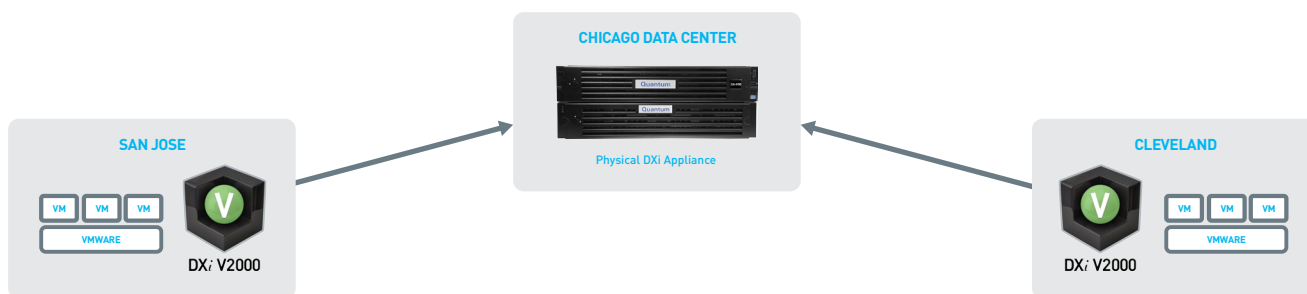 CHICAGO DATA CENTER
Quantum
Quantum
Physical DXi Appliance
SAN JOSE
VM VM VM
VMWARE
V
DXi V2000
CLEVELAND
V
DXi V2000
VM VM VM
VMWARE